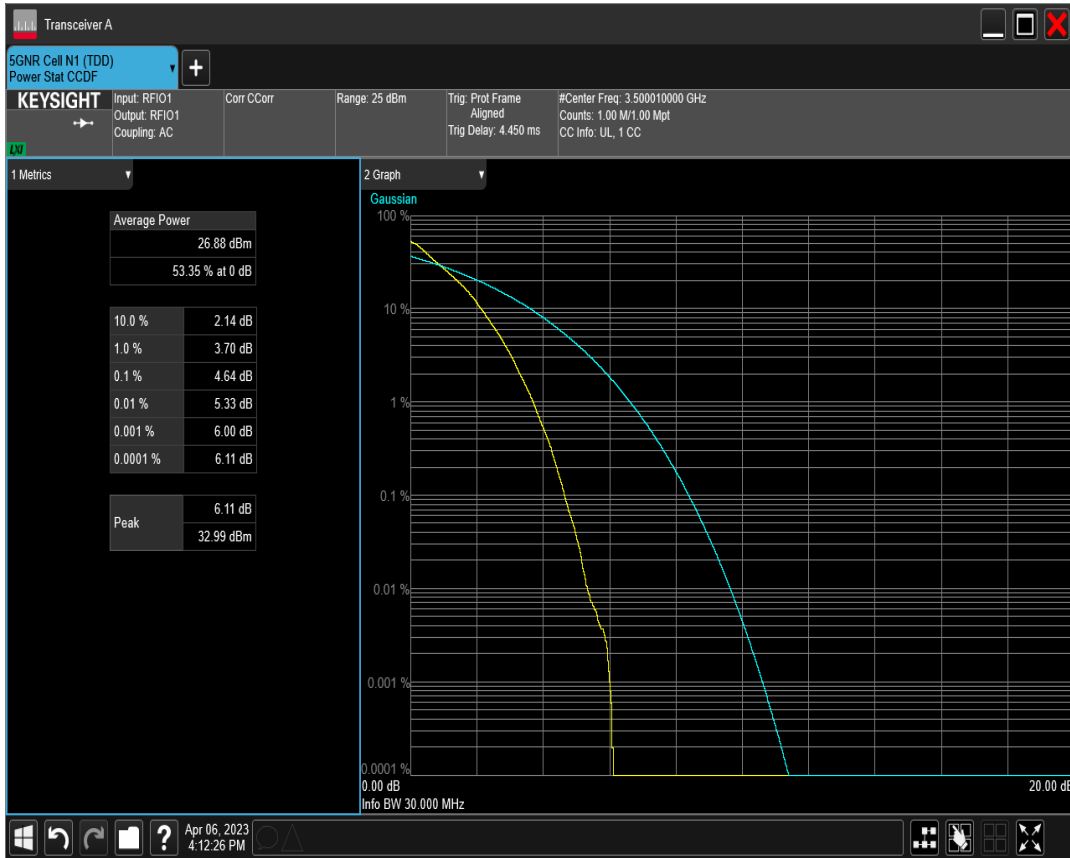 Transceiver A
5GNR Cell N1 (TDD)
Power Stat CCDF
KEYSIGHT
LXI
Input: RFIO1
Output: RFIO1
Coupling: AC
Corr CCorr
Range: 25 dBm
Trig: Prot Frame
Aligned
Trig Delay: 4.450 ms
#Center Freq: 3.500010000 GHz
Counts: 1.00 M/1.00 Mpt
CC Info: UL, 1 CC
1 Metrics
Average Power
26.88 dBm
53.35 % at 0 dB
10.0 % 2.14 dB
1.0 % 3.70 dB
0.1 % 4.64 dB
0.01 % 5.33 dB
0.001 % 6.00 dB
0.0001 % 6.11 dB
Peak
6.11 dB
32.99 dBm
2 Graph
Gaussian
100 %
10 %
1 %
0.1 %
0.01 %
0.001 %
0.0001 %
0.00 dB 20.00 dB
Info BW 30.000 MHz
?
Apr 06, 2023
4:12:26 PM